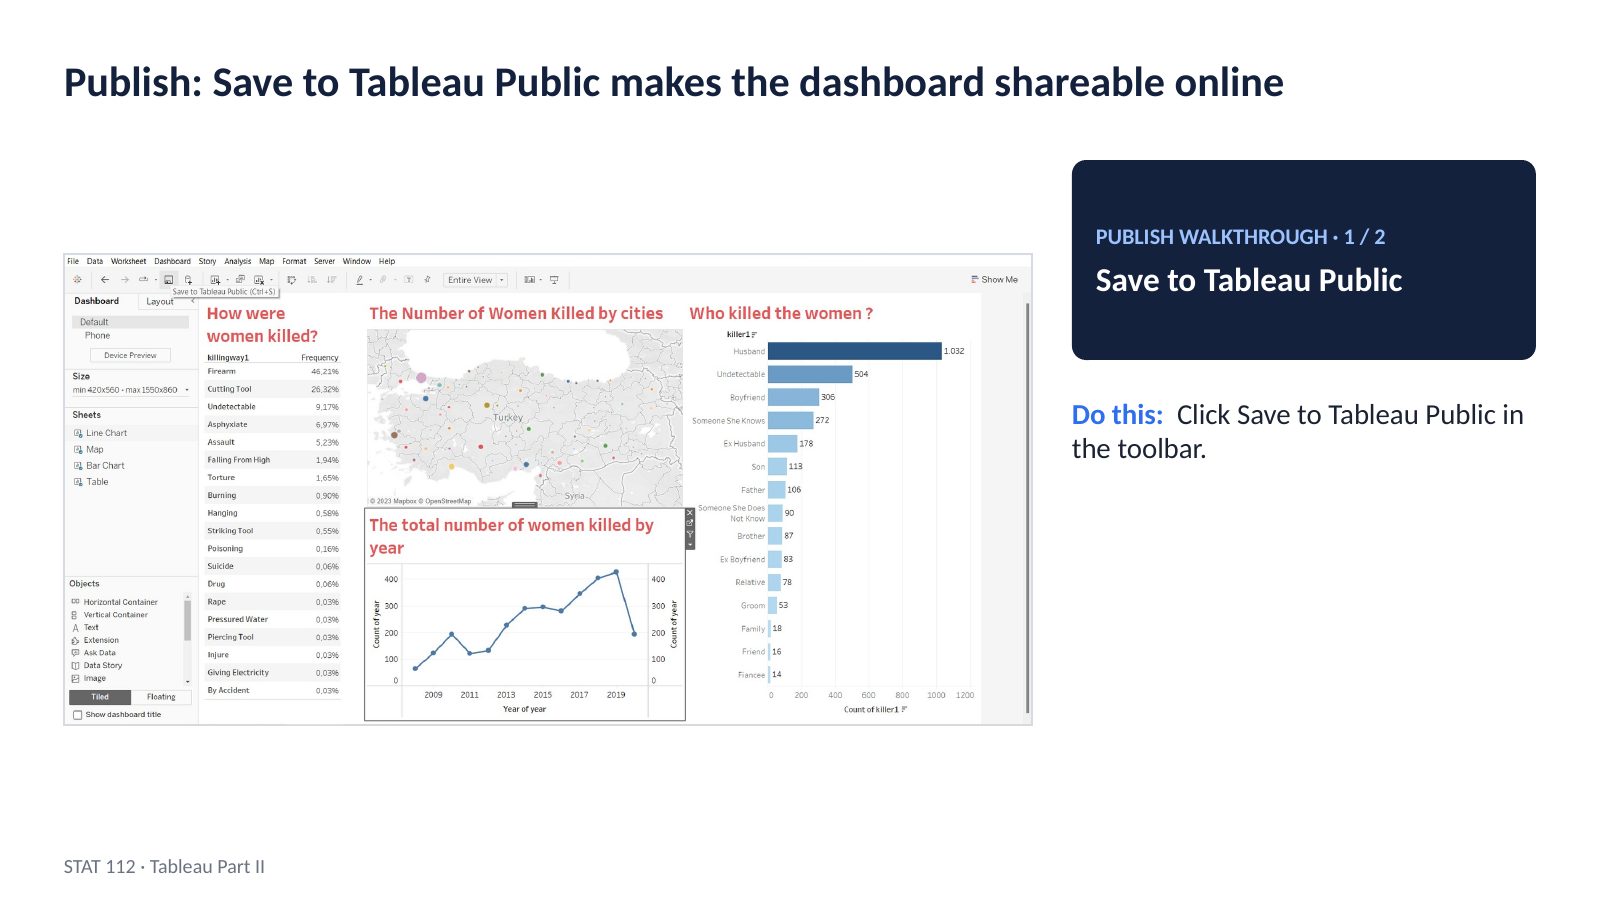 Publish: Save to Tableau Public makes the dashboard shareable online
PUBLISH WALKTHROUGH · 1 / 2
Save to Tableau Public
Do this: Click Save to Tableau Public in
the toolbar.
File Data Worksheet Dashboard Story Analysis Map Format Server Window Help
Entire View
Show Me
Save to Tableau Public (Ctrl+S)
Dashboard Layout
Default
Phone
Device Preview
Size
min 420x560 - max 1550x860
Sheets
Line Chart
Map
Bar Chart
Table
Objects
Horizontal Container
Vertical Container
Text
Extension
Ask Data
Data Story
Image
Tiled Floating
Show dashboard title
How were
women killed?
killingway1 Frequency
Firearm 46,21%
Cutting Tool 26,32%
Undetectable 9,17%
Asphyxiate 6,97%
Assault 5,23%
Falling From High 1,94%
Torture 1,65%
Burning 0,90%
Hanging 0,58%
Striking Tool 0,55%
Poisoning 0,16%
Suicide 0,06%
Drug 0,06%
Rape 0,03%
Pressured Water 0,03%
Piercing Tool 0,03%
Injure 0,03%
Giving Electricity 0,03%
By Accident 0,03%
The Number of Women Killed by cities
Turkey
Syria
© 2023 Mapbox © OpenStreetMap
The total number of women killed by
year
Count of year
400
300
200
100
0
400
300
200
100
0
Count of year
2009 2011 2013 2015 2017 2019
Year of year
Who killed the women ?
killer1
Husband 1.032
Undetectable 504
Boyfriend 306
Someone She Knows 272
Ex Husband 178
Son 113
Father 106
Someone She Does
Not Know 90
Brother 87
Ex Boyfriend 83
Relative 78
Groom 53
Family 18
Friend 16
Fiancee 14
0 200 400 600 800 1000 1200
Count of killer1
STAT 112 · Tableau Part II